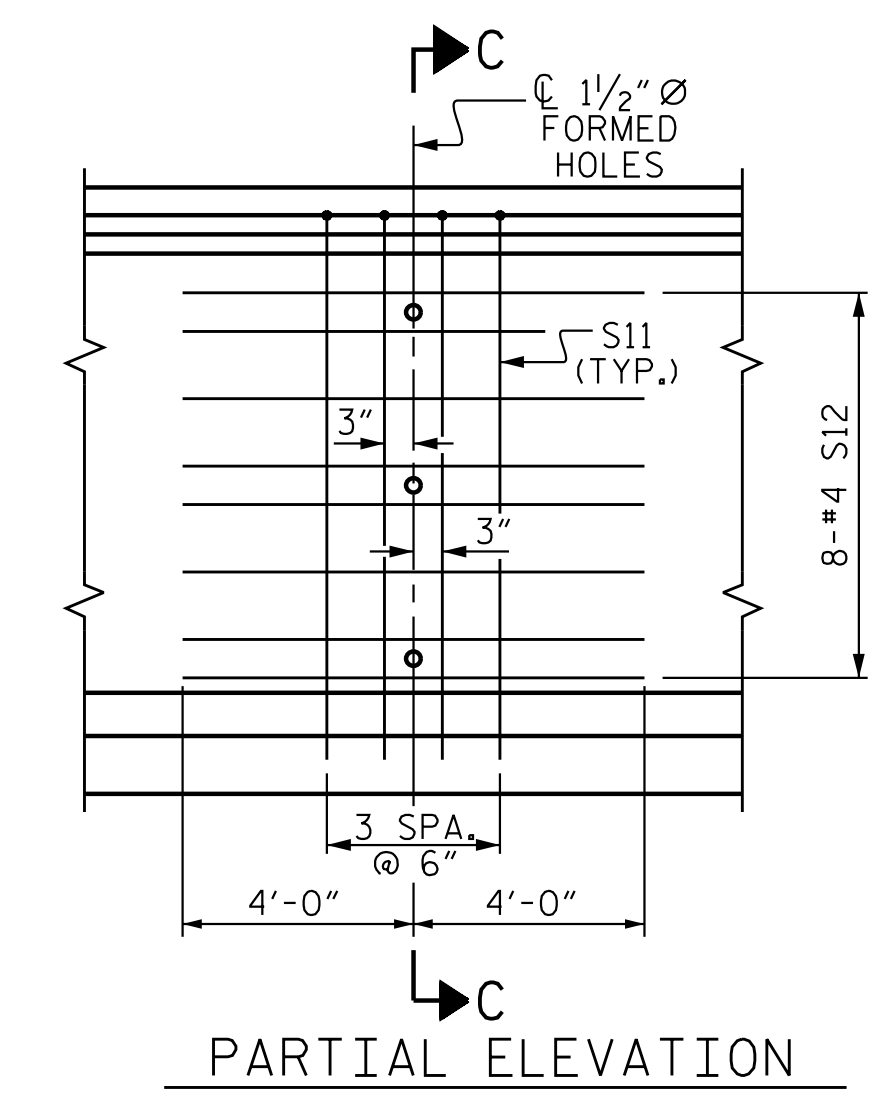 C
℄ 1½"Ø
FORMED
HOLES
S11
(TYP.)
3"
3"
8-#4 S12
3 SPA.
@ 6"
4'-0"
4'-0"
C
PARTIAL ELEVATION